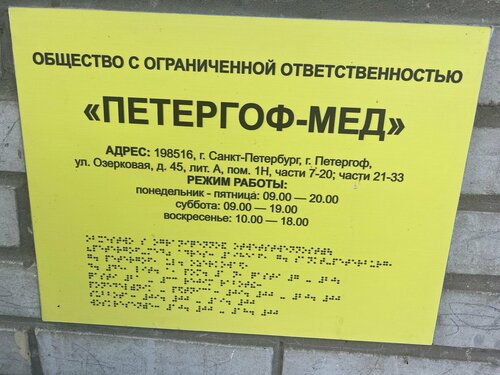 ОБЩЕСТВО С ОГРАНИЧЕННОЙ ОТВЕТСТВЕННОСТЬЮ
«ПЕТЕРГОФ-МЕД»
АДРЕС: 198516, г. Санкт-Петербург, г. Петергоф,
ул. Озерковая, д. 45, лит. А, пом. 1Н, части 7-20; части 21-33
РЕЖИМ РАБОТЫ:
понедельник - пятница: 09.00 — 20.00
суббота: 09.00 — 19.00
воскресенье: 10.00 — 18.00